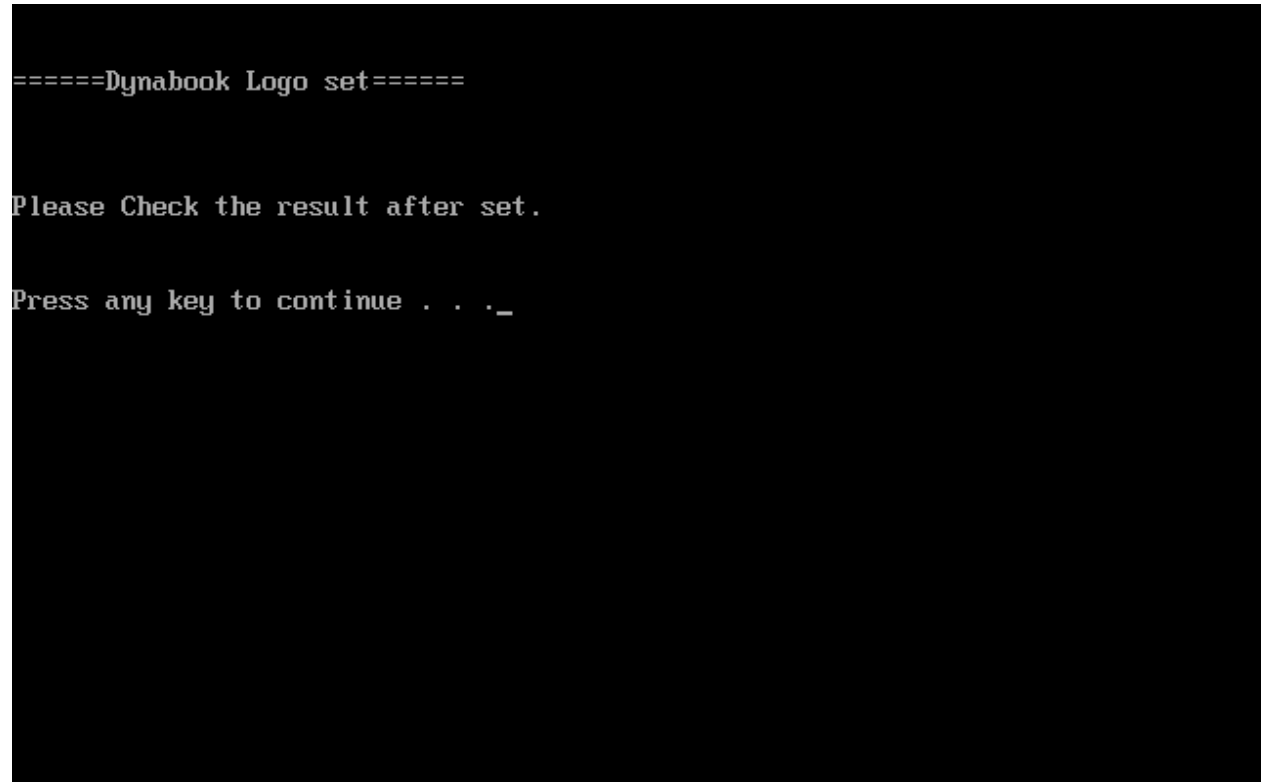 ======Dynabook Logo set======
Please Check the result after set.
Press any key to continue . . ._